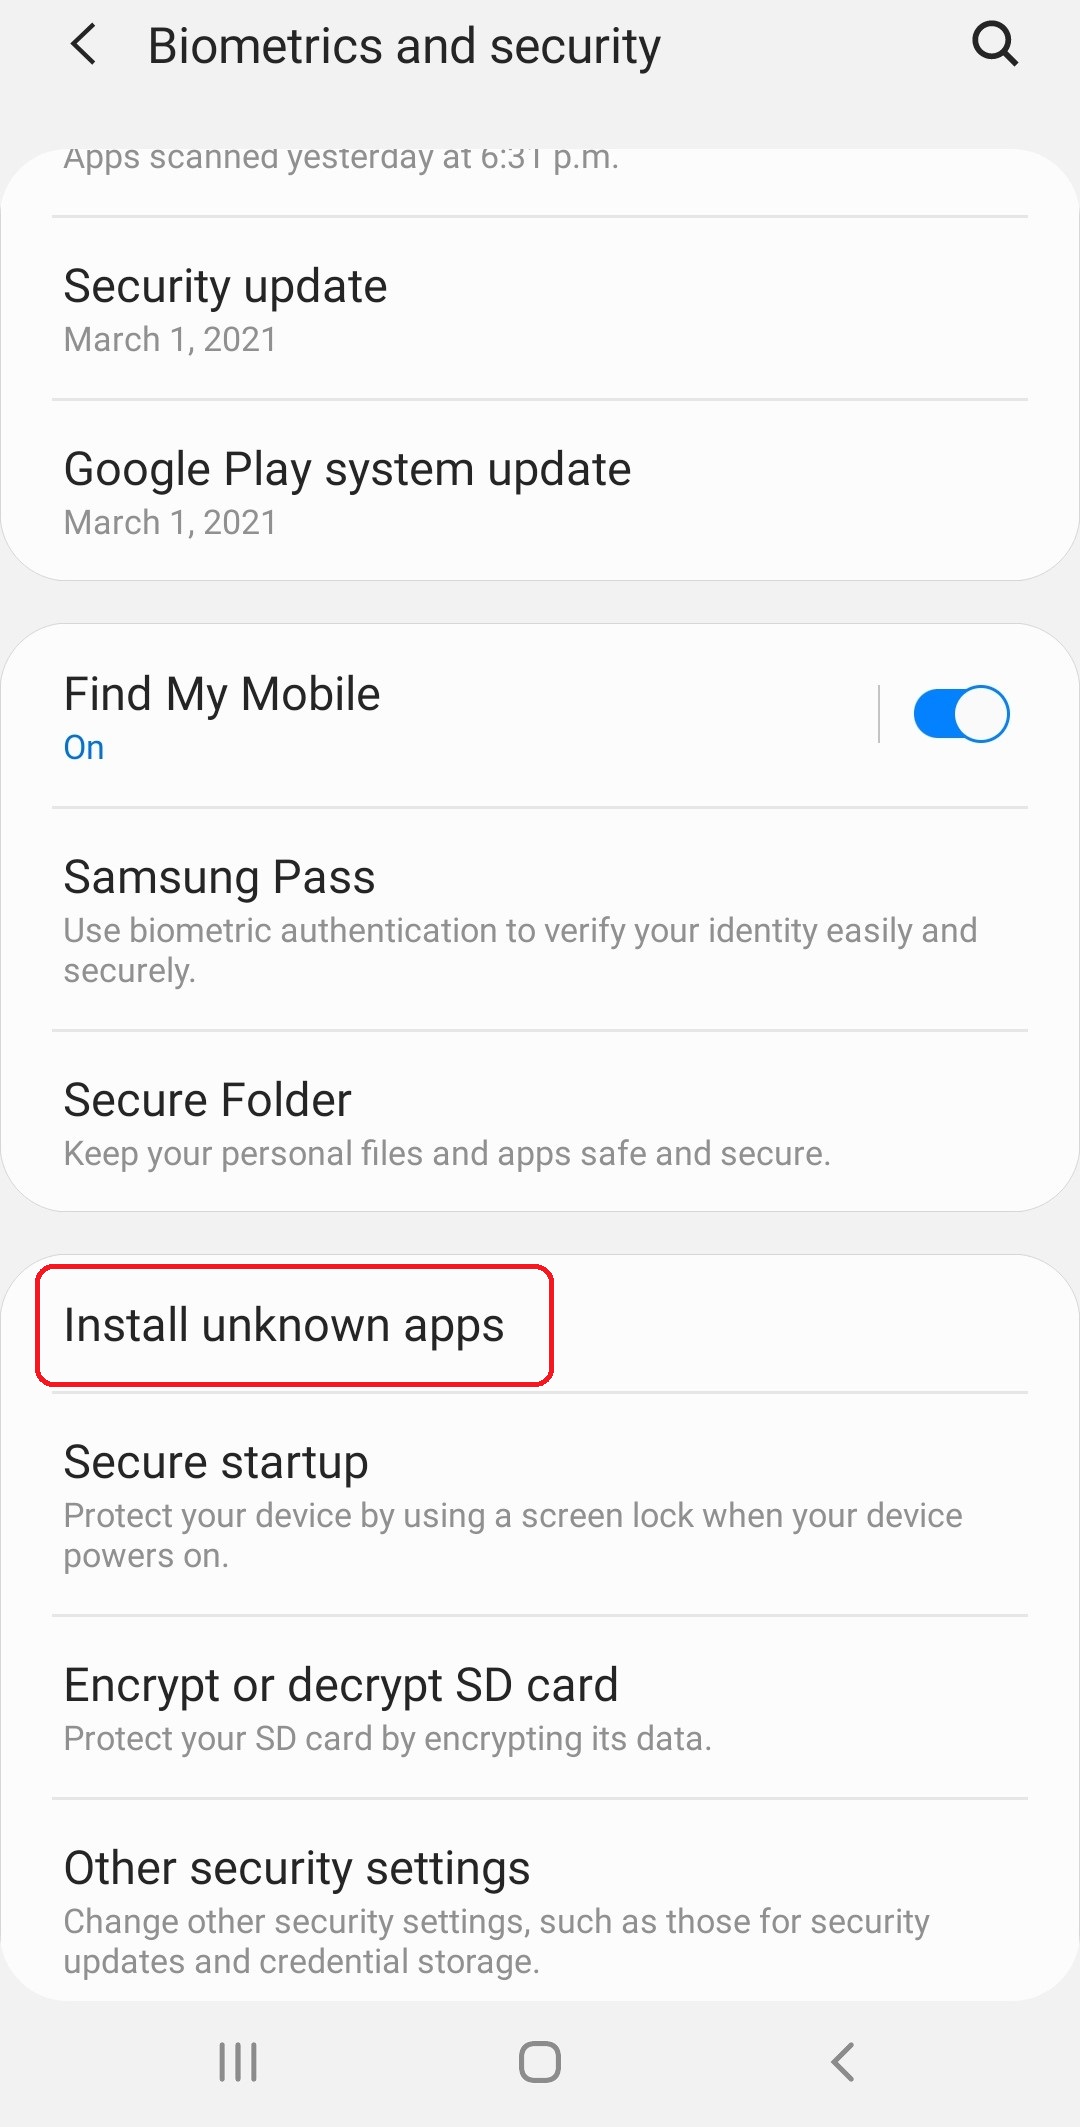 Biometrics and security
Apps scanned yesterday at 6:31 p.m.
Security update
March 1, 2021
Google Play system update
March 1, 2021
Find My Mobile
On
Samsung Pass
Use biometric authentication to verify your identity easily and
securely.
Secure Folder
Keep your personal files and apps safe and secure.
Install unknown apps
Secure startup
Protect your device by using a screen lock when your device
powers on.
Encrypt or decrypt SD card
Protect your SD card by encrypting its data.
Other security settings
Change other security settings, such as those for security
updates and credential storage.